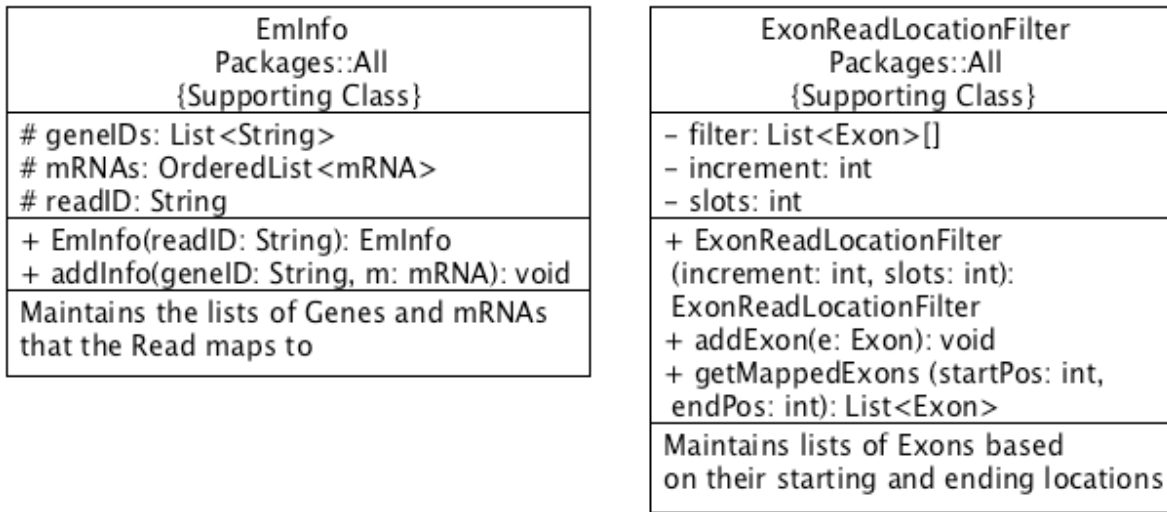 EmInfo
Packages::All
{Supporting Class}
# geneIDs: List<String>
# mRNAs: OrderedList<mRNA>
# readID: String
+ EmInfo(readID: String): EmInfo
+ addInfo(geneID: String, m: mRNA): void
Maintains the lists of Genes and mRNAs
that the Read maps to
ExonReadLocationFilter
Packages::All
{Supporting Class}
– filter: List<Exon>[]
– increment: int
– slots: int
+ ExonReadLocationFilter
(increment: int, slots: int):
ExonReadLocationFilter
+ addExon(e: Exon): void
+ getMappedExons (startPos: int,
endPos: int): List<Exon>
Maintains lists of Exons based
on their starting and ending locations